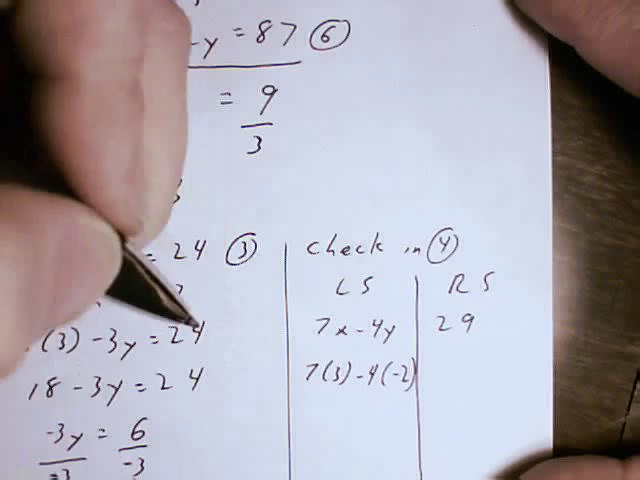 -y = 87 ⑥
= 9
3
= 24 ③
(3) - 3y = 24
18 - 3y = 24
-3y = 6
-3 -3
check in ④
LS RS
7x - 4y 29
7(3) - 4(-2)